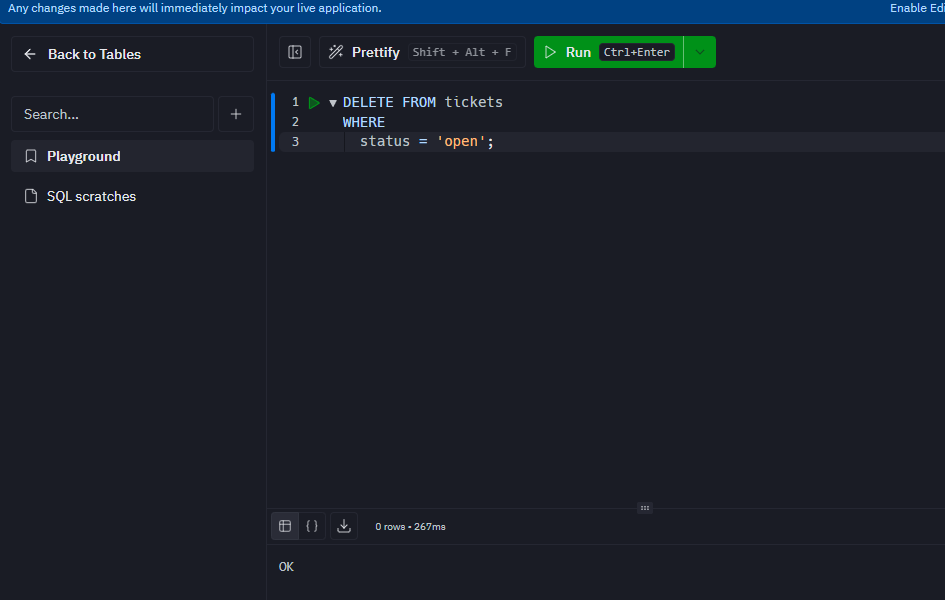 Any changes made here will immediately impact your live application.
Enable Edi
Back to Tables
Prettify Shift + Alt + F
Run Ctrl+Enter
Search...
Playground
SQL scratches
1 DELETE FROM tickets
2 WHERE
3 status = 'open';
{ }
0 rows • 267ms
OK